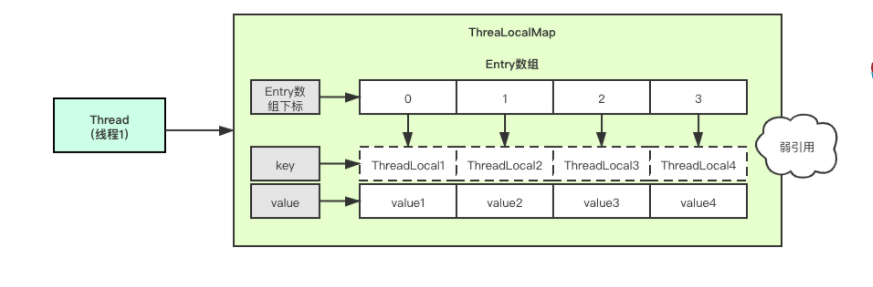 ThreaLocalMap
Entry数组
Entry数
组下标
0 1 2 3
Thread
（线程1）
弱引用
key ThreadLocal1 ThreadLocal2 ThreadLocal3 ThreadLocal4
value value1 value2 value3 value4